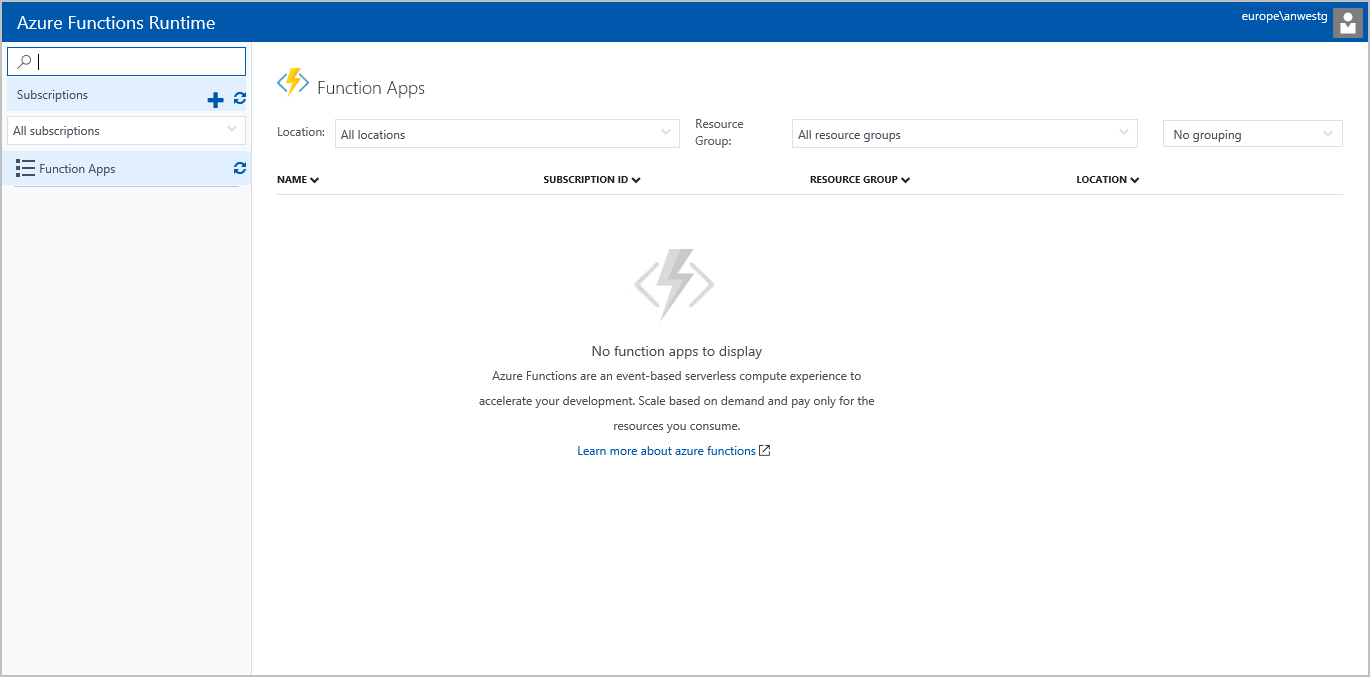 Azure Functions Runtime
europe\anwestg
Subscriptions
All subscriptions
Function Apps
Function Apps
Location:
All locations
Resource
Group:
All resource groups
No grouping
NAME
SUBSCRIPTION ID
RESOURCE GROUP
LOCATION
No function apps to display
Azure Functions are an event-based serverless compute experience to
accelerate your development. Scale based on demand and pay only for the
resources you consume.
Learn more about azure functions